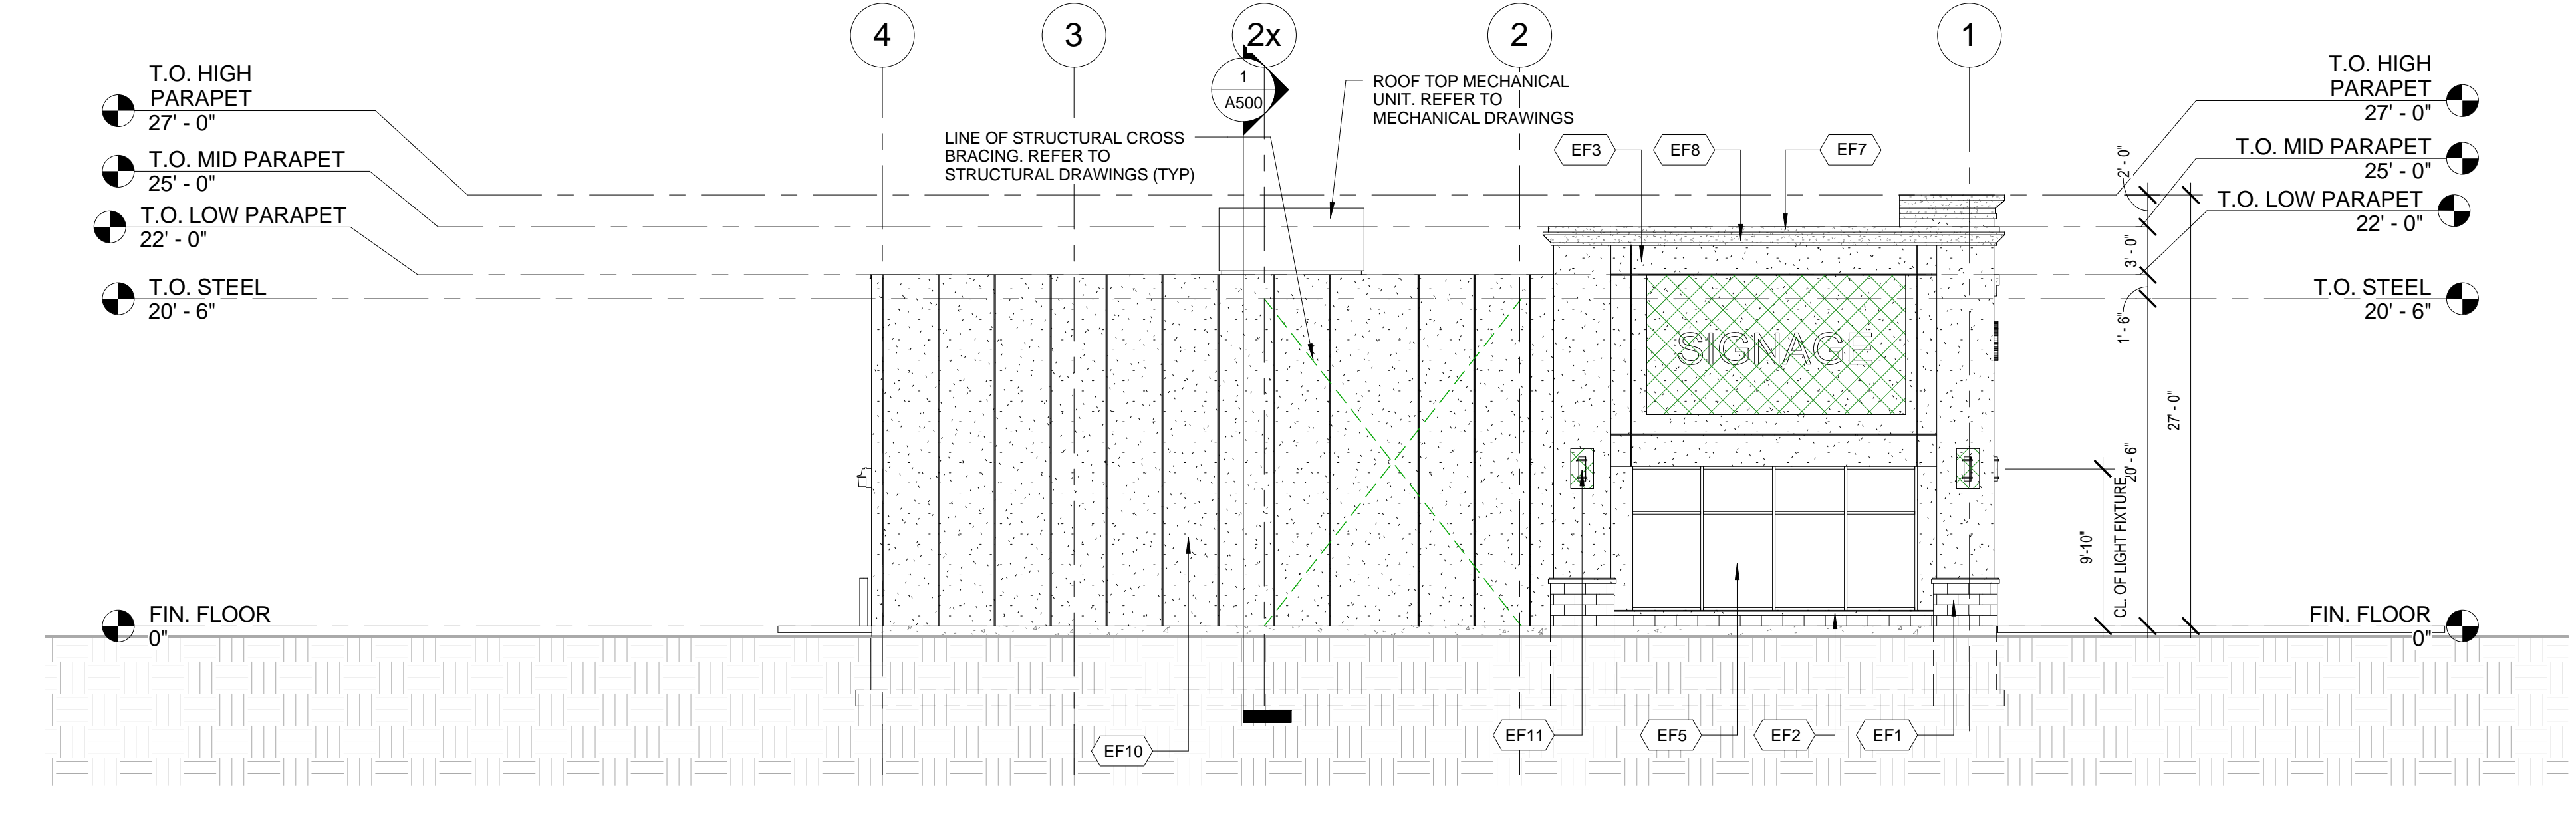 4
3
2x
2
1
1
A500
T.O. HIGH
PARAPET
27' - 0"
T.O. MID PARAPET
25' - 0"
T.O. LOW PARAPET
22' - 0"
T.O. STEEL
20' - 6"
FIN. FLOOR
0"
LINE OF STRUCTURAL CROSS
BRACING. REFER TO
STRUCTURAL DRAWINGS (TYP)
ROOF TOP MECHANICAL
UNIT. REFER TO
MECHANICAL DRAWINGS
EF3
EF8
EF7
SIGNAGE
EF10
EF11
EF5
EF2
EF1
2' - 0"
3' - 0"
1' - 6"
20' - 6"
27' - 0"
9'-10"
CL. OF LIGHT FIXTURE
T.O. HIGH
PARAPET
27' - 0"
T.O. MID PARAPET
25' - 0"
T.O. LOW PARAPET
22' - 0"
T.O. STEEL
20' - 6"
FIN. FLOOR
0"